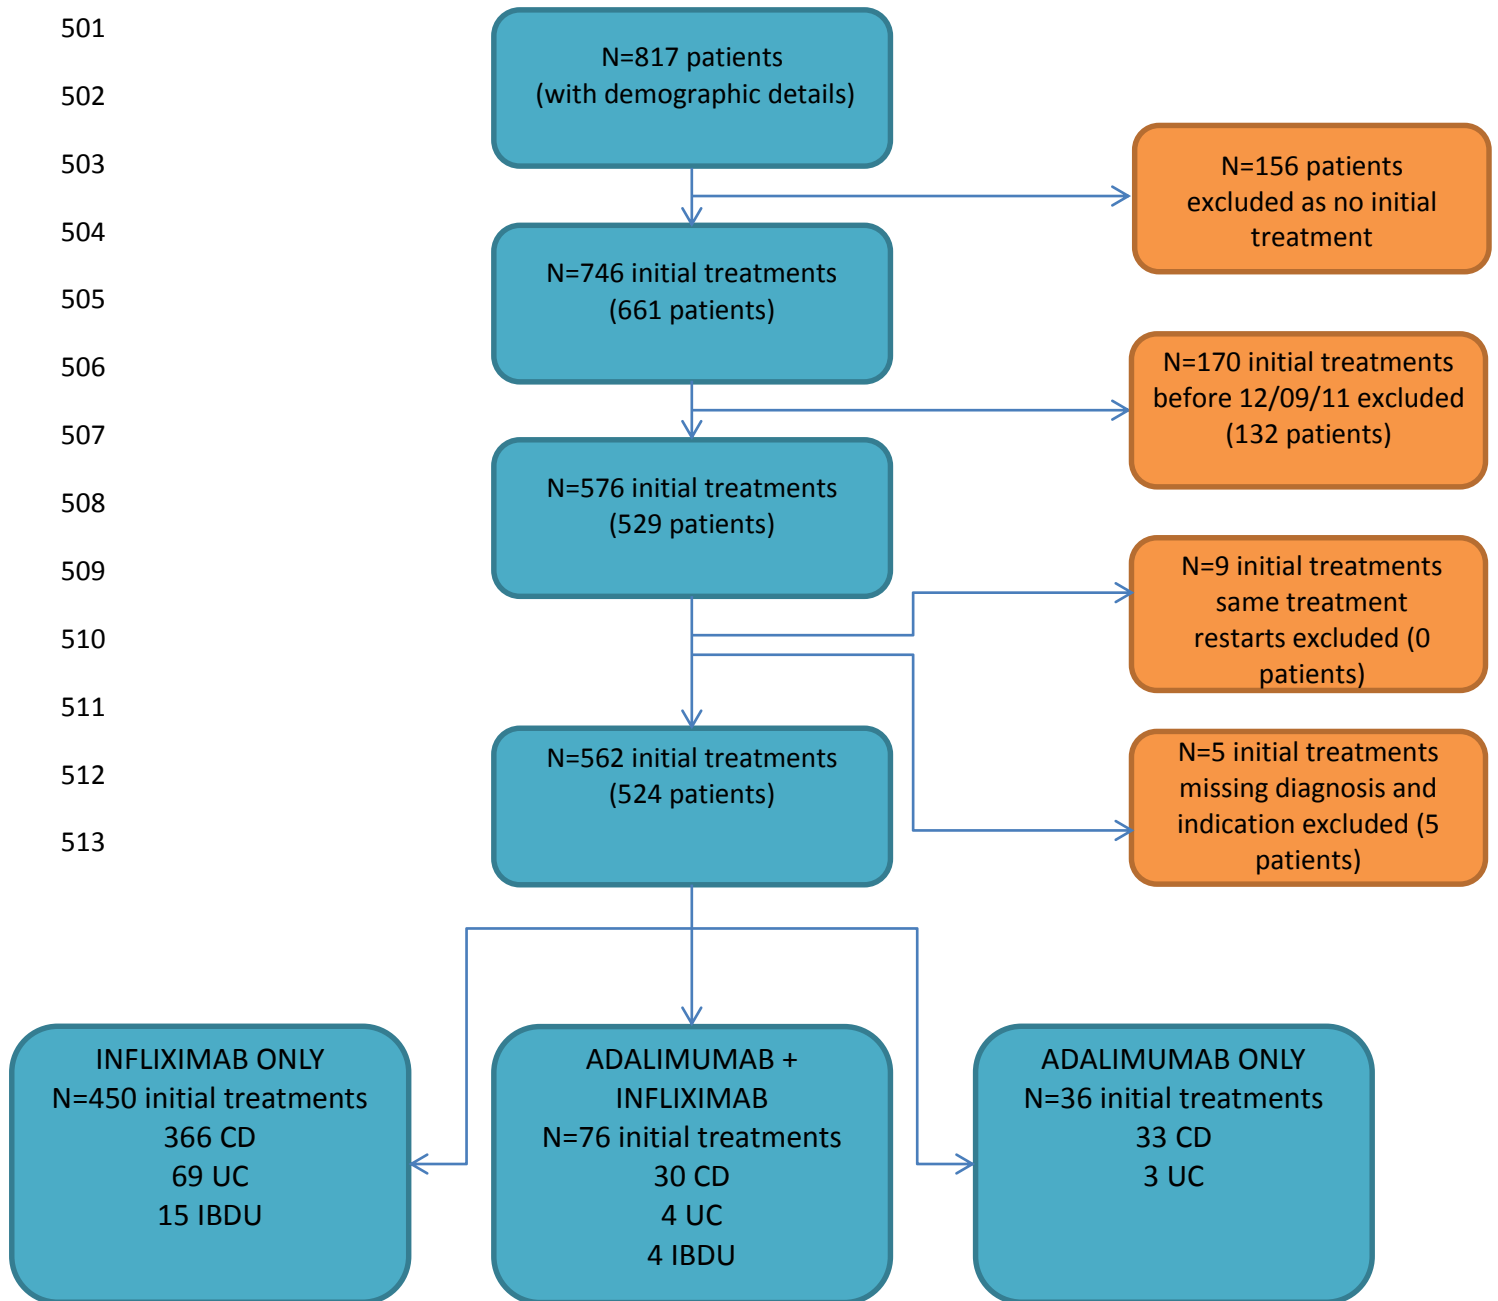 501
N=817 patients
(with demographic details)
502
503
N=156 patients
excluded as no initial
treatment
504
N=746 initial treatments
(661 patients)
505
506
N=170 initial treatments
before 12/09/11 excluded
(132 patients)
507
N=576 initial treatments
(529 patients)
508
509
N=9 initial treatments
same treatment
restarts excluded (0
patients)
510
511
N=562 initial treatments
(524 patients)
512
N=5 initial treatments
missing diagnosis and
indication excluded (5
patients)
513
INFLIXIMAB ONLY
N=450 initial treatments
366 CD
69 UC
15 IBDU
ADALIMUMAB +
INFLIXIMAB
N=76 initial treatments
30 CD
4 UC
4 IBDU
ADALIMUMAB ONLY
N=36 initial treatments
33 CD
3 UC